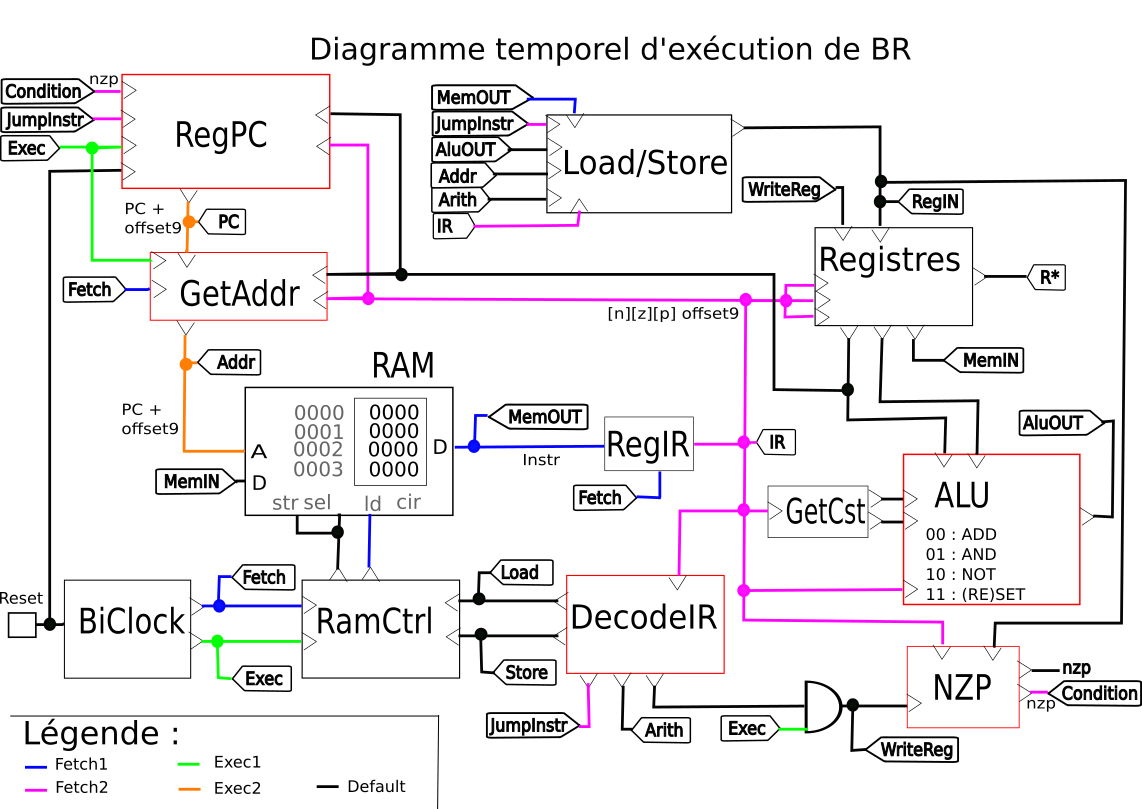 Diagramme temporel d'exécution de BR
nzp
Condition
JumpInstr
Exec
RegPC
PC +
offset9
PC
Fetch
GetAddr
Addr
PC +
offset9
MemOUT
JumpInstr
AluOUT
Addr
Arith
IR
Load/Store
WriteReg
RegIN
Registres
R*
[n][z][p] offset9
MemIN
RAM
0000 0000
0001 0000
0002 0000
0003 0000
A
D
D
str sel ld cir
MemIN
MemOUT
Instr
RegIR
Fetch
IR
AluOUT
GetCst
ALU
00 : ADD
01 : AND
10 : NOT
11 : (RE)SET
Reset
BiClock
Fetch
Exec
RamCtrl
Load
Store
DecodeIR
JumpInstr
Arith
Exec
WriteReg
NZP
nzp
Condition
nzp
Légende :
Fetch1
Exec1
Fetch2
Exec2
Default